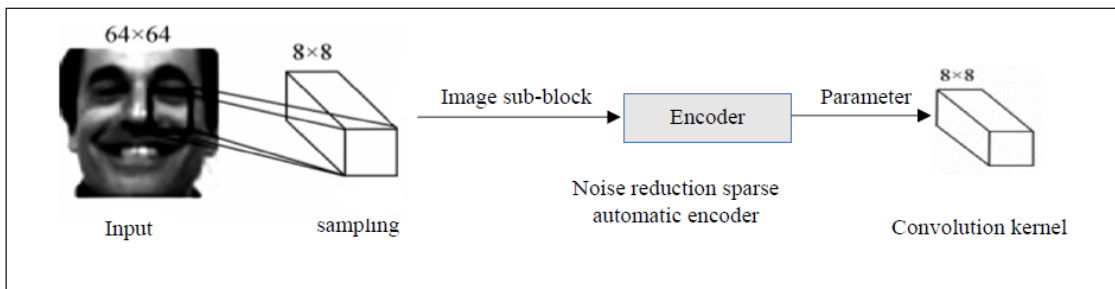 64×64
8×8
Image sub-block
Encoder
Parameter
8×8
Noise reduction sparse
automatic encoder
Input
sampling
Convolution kernel